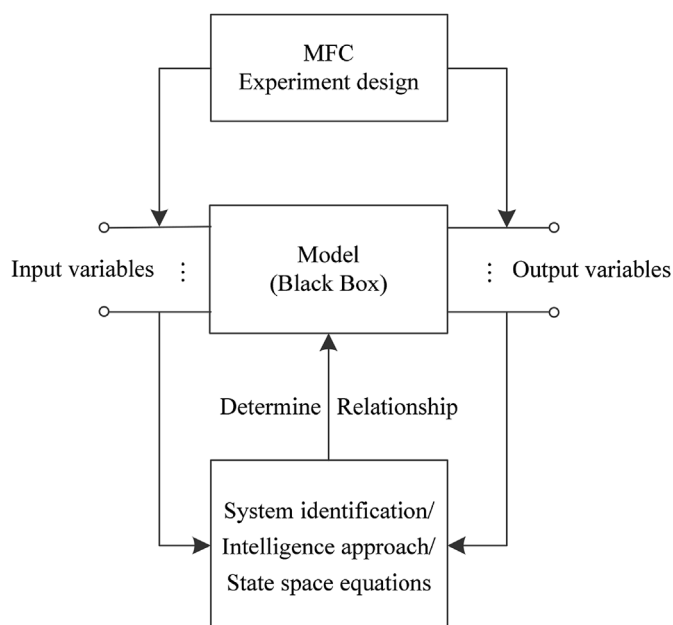 MFC
Experiment design
Model
(Black Box)
Input variables ⋮
⋮ Output variables
Determine Relationship
System identification/
Intelligence approach/
State space equations